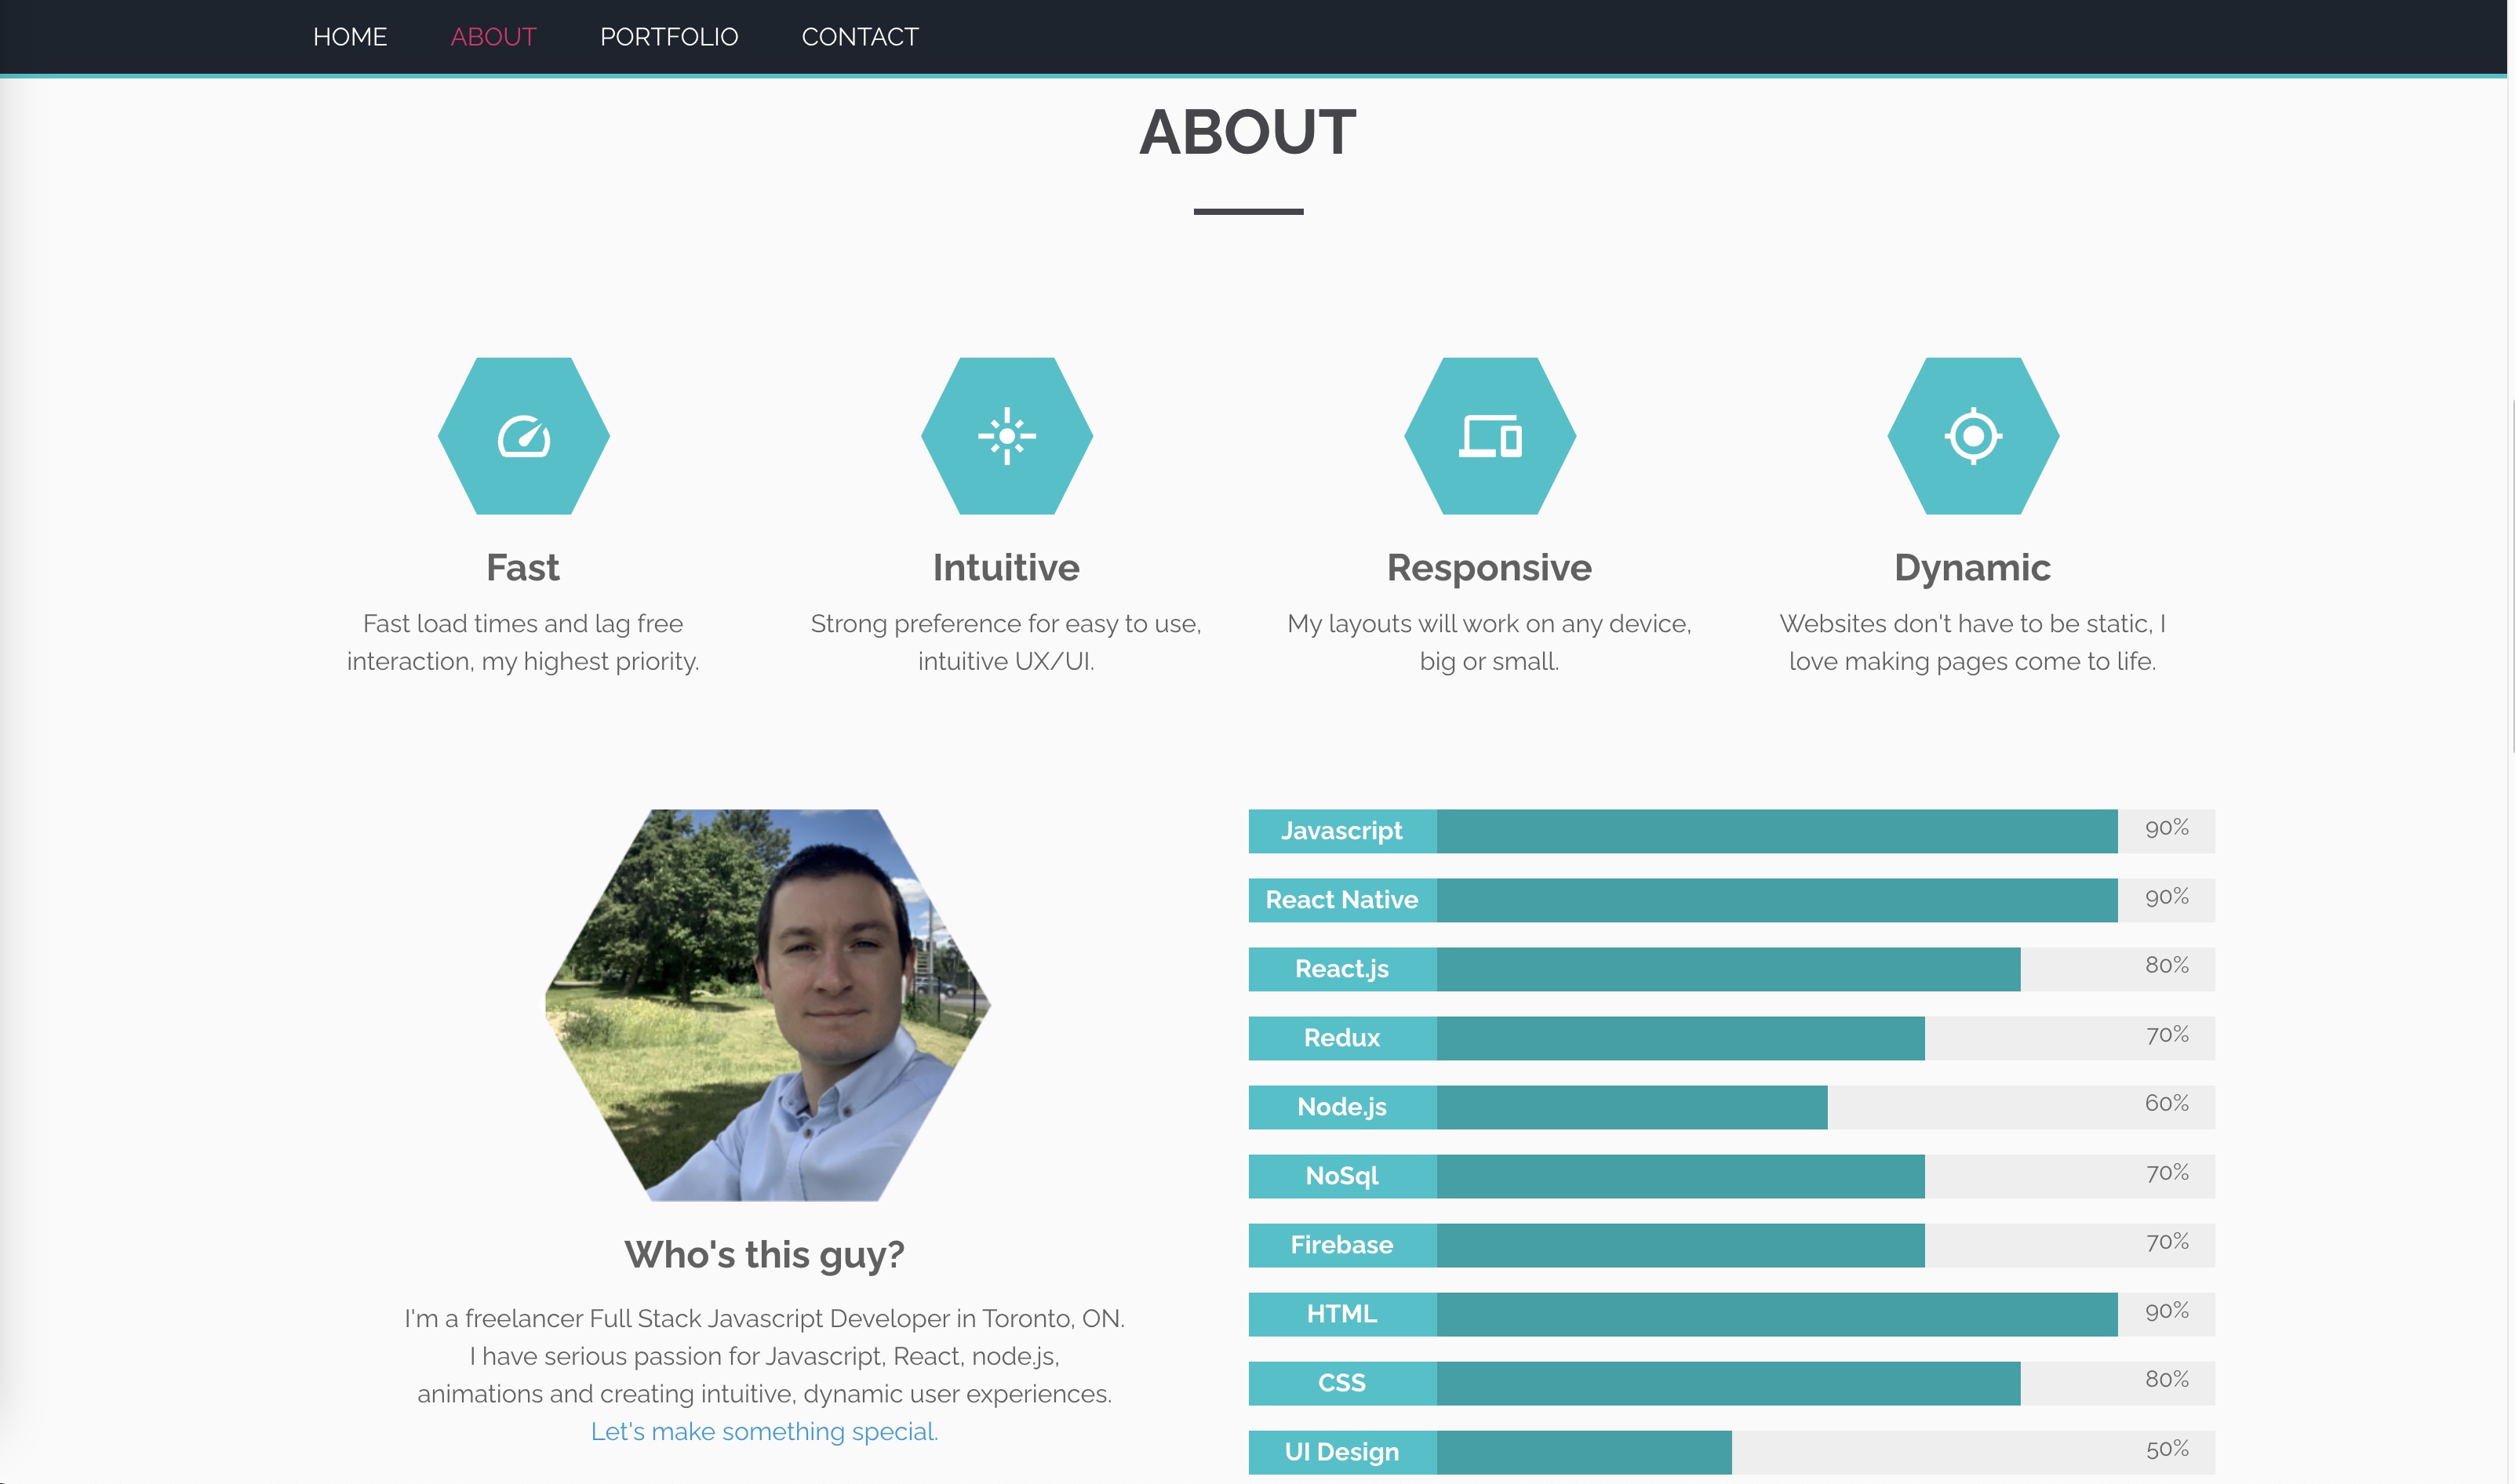 HOME ABOUT PORTFOLIO CONTACT
ABOUT
Fast
Fast load times and lag free
interaction, my highest priority.
Intuitive
Strong preference for easy to use,
intuitive UX/UI.
Responsive
My layouts will work on any device,
big or small.
Dynamic
Websites don't have to be static, I
love making pages come to life.
Who's this guy?
I'm a freelancer Full Stack Javascript Developer in Toronto, ON.
I have serious passion for Javascript, React, node.js,
animations and creating intuitive, dynamic user experiences.
Let's make something special.
Javascript 90%
React Native 90%
React.js 80%
Redux 70%
Node.js 60%
NoSql 70%
Firebase 70%
HTML 90%
CSS 80%
UI Design 50%